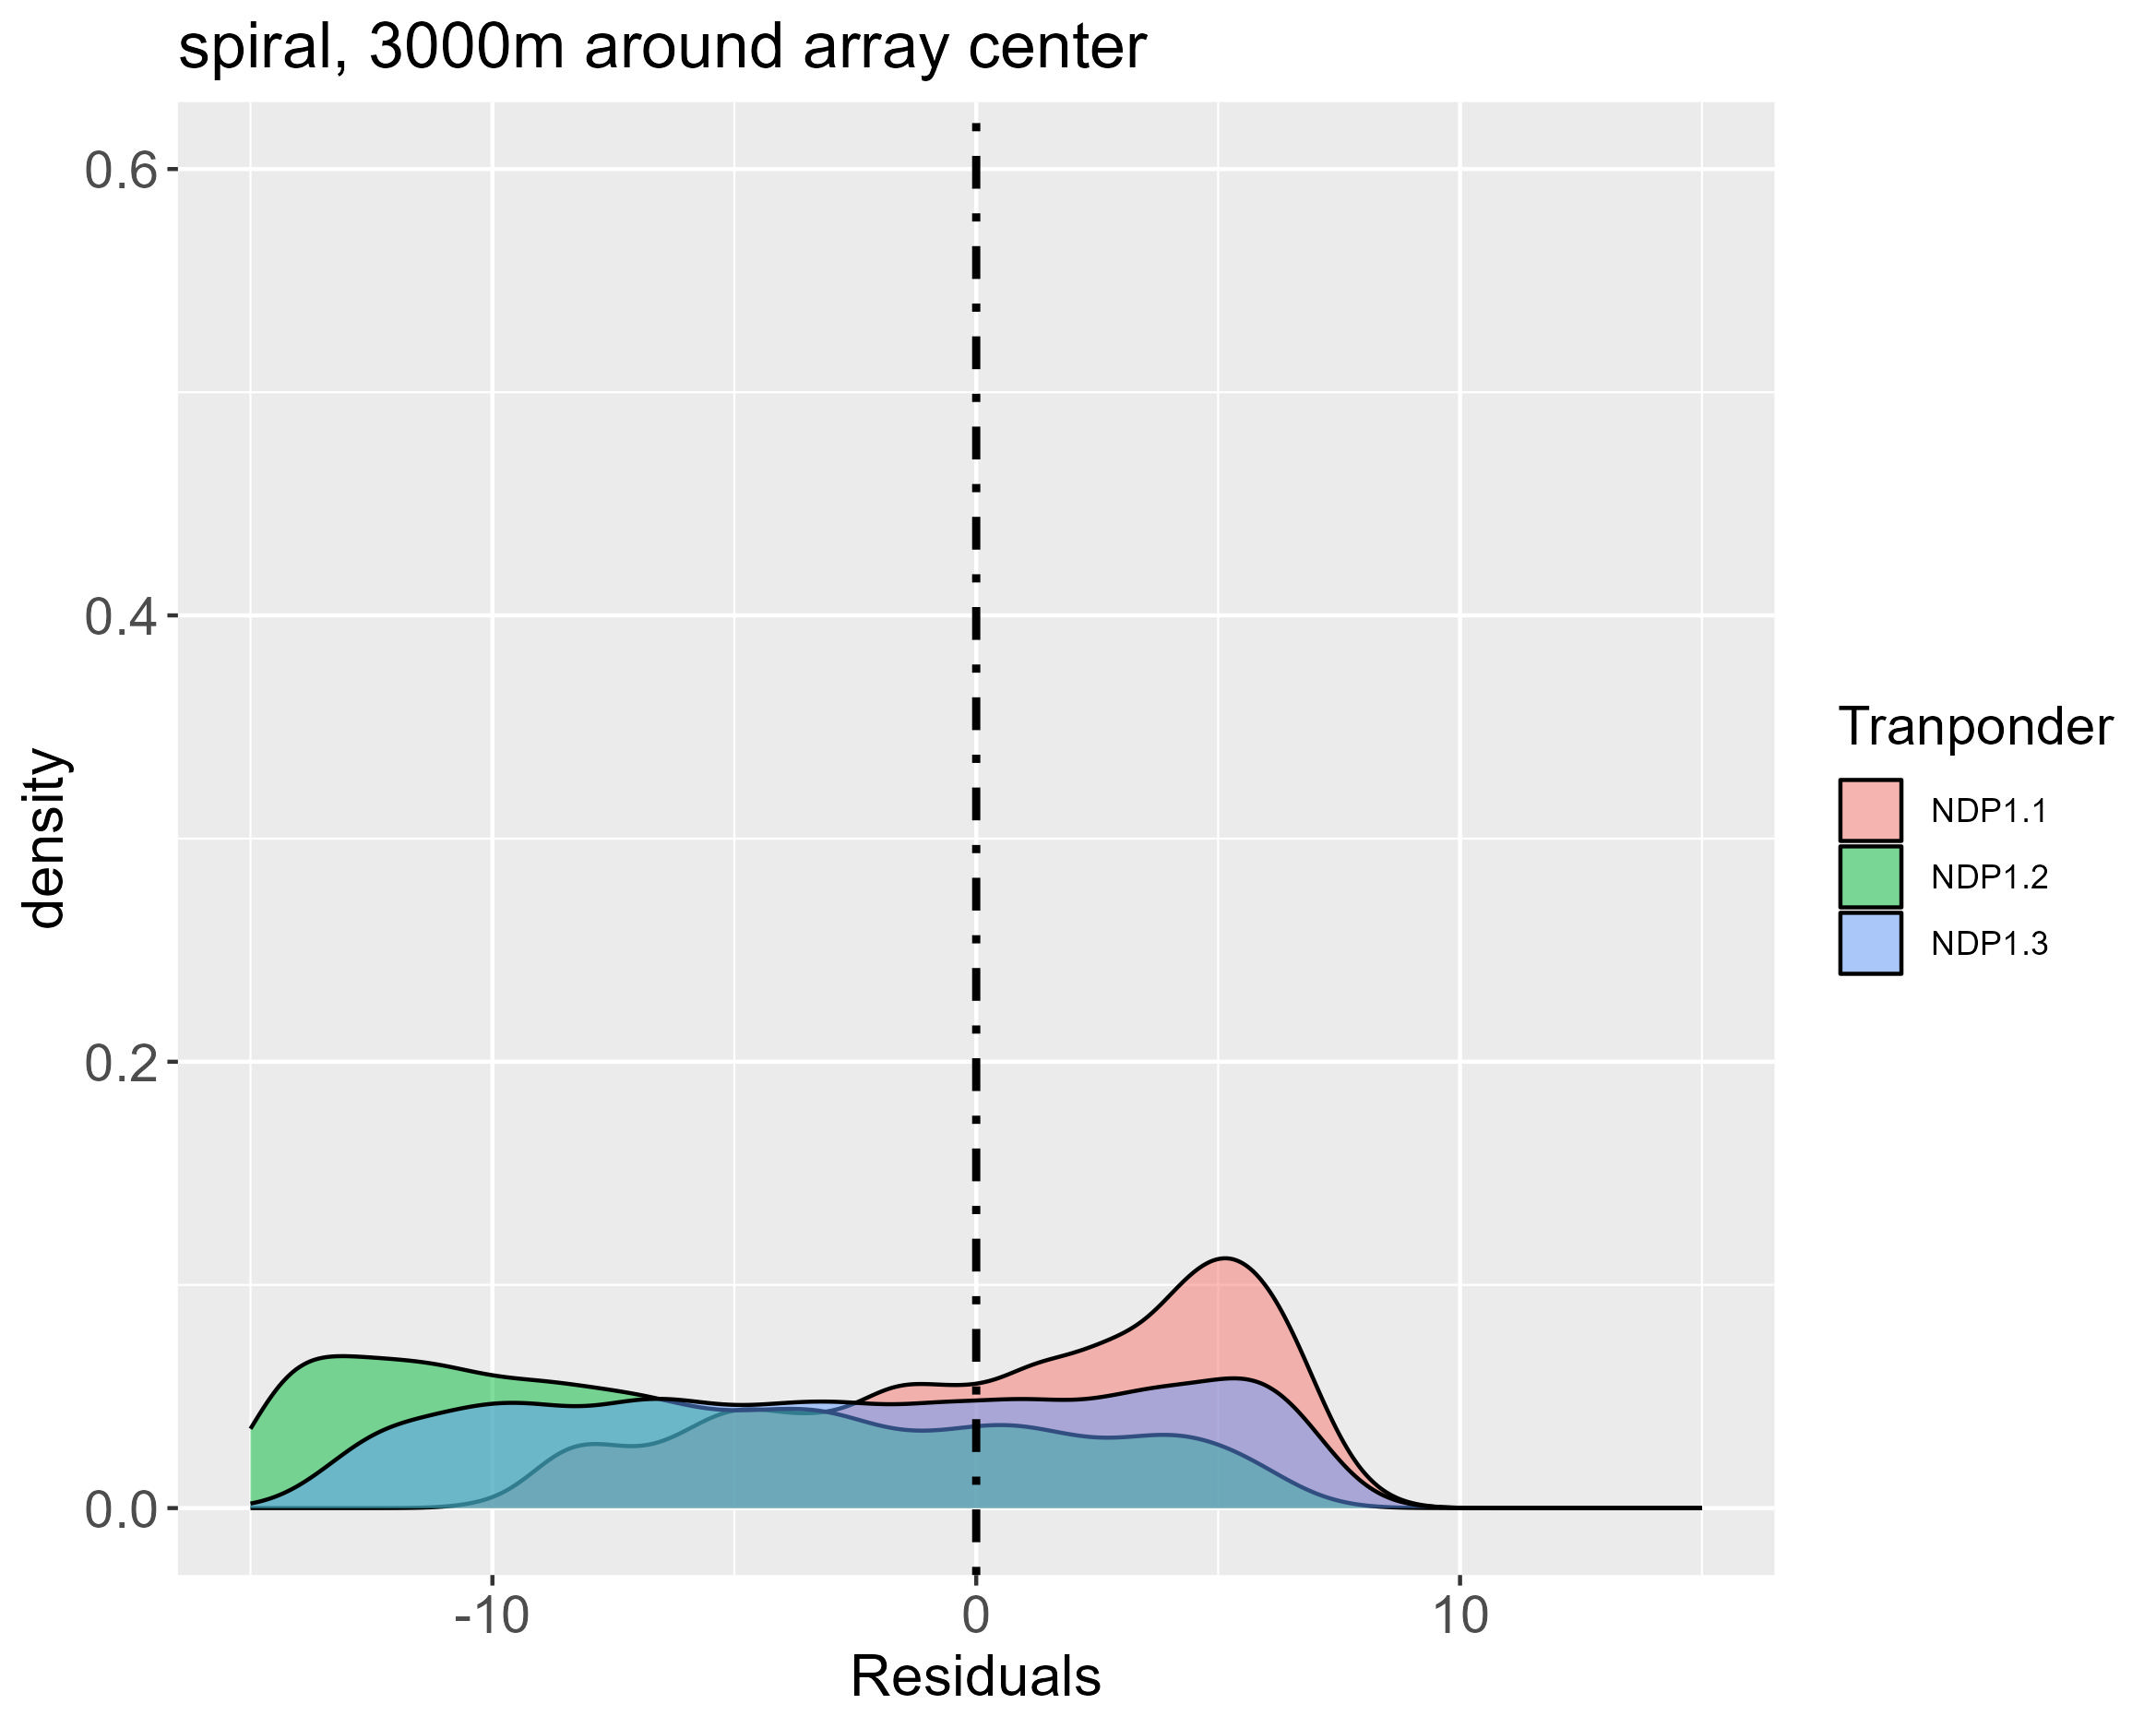 spiral, 3000m around array center
0.6
0.4
0.2
0.0
density
-10
0
10
Residuals
Tranponder
NDP1.1
NDP1.2
NDP1.3